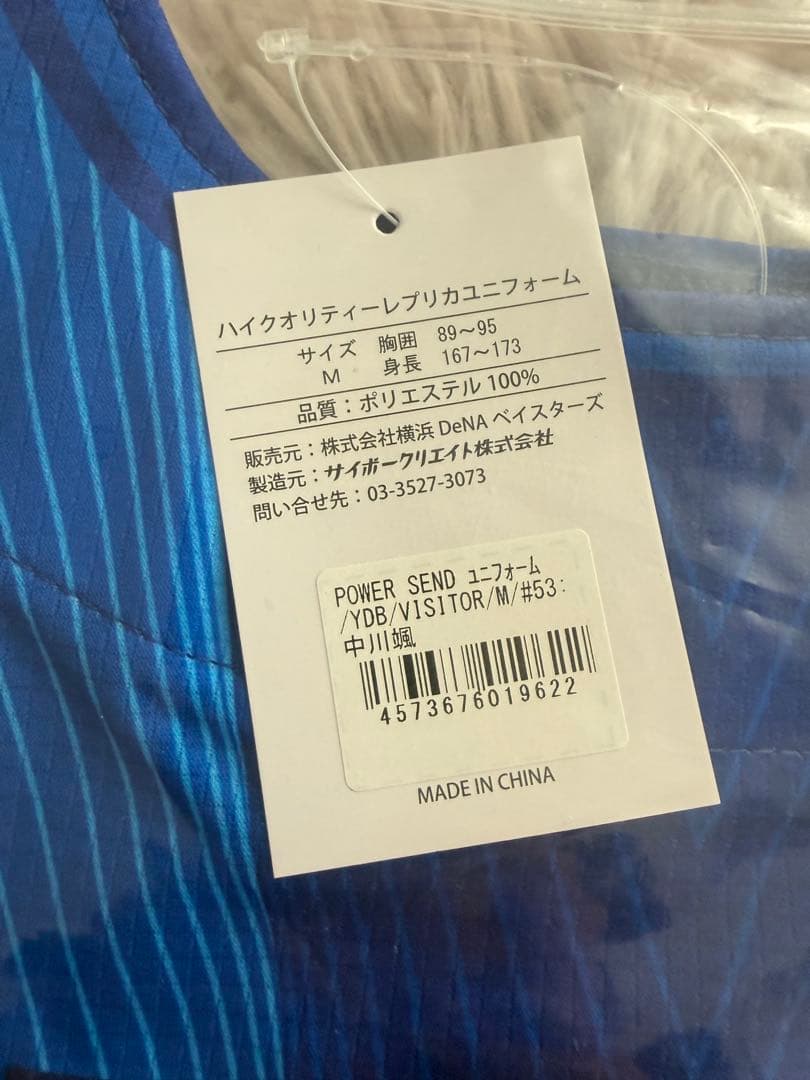 ハイクオリティーレプリカユニフォーム
サイズ 胸囲 89～95
M 身長 167～173
品質：ポリエステル 100%
販売元：株式会社横浜 DeNA ベイスターズ
製造元：サイボークリエイト株式会社
問い合せ先：03-3527-3073
POWER SEND ﾕﾆﾌｫｰﾑ
/YDB/VISITOR/M/#53:
中川颯
4573676019622
MADE IN CHINA